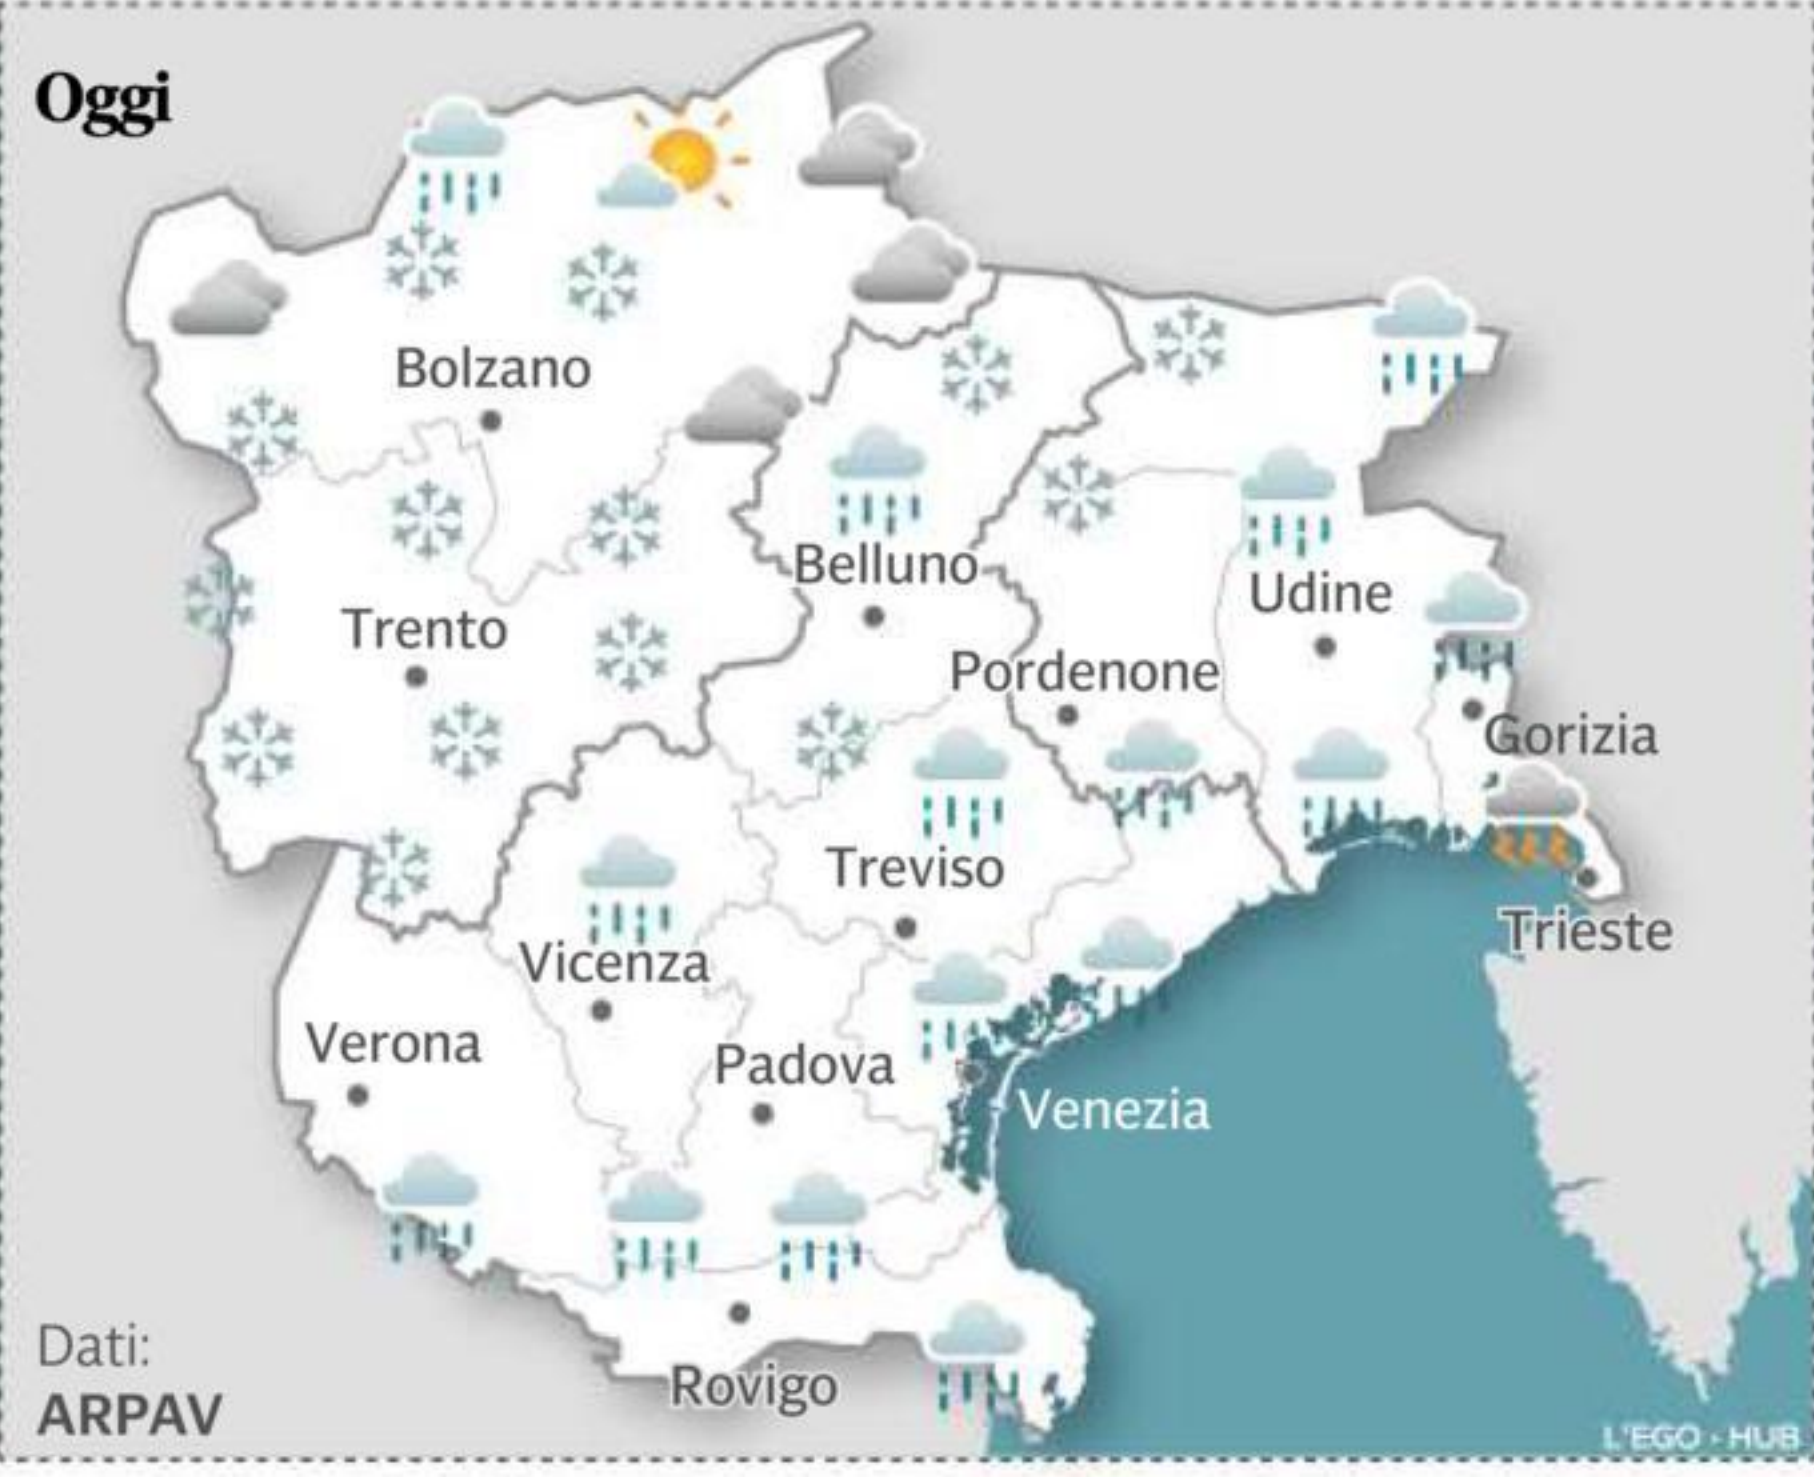 Oggi
Bolzano
Belluno
Udine
Trento
Pordenone
Gorizia
Treviso
Trieste
Vicenza
Verona
Padova
Venezia
Dati:
ARPAV
Rovigo
L'EGO - HUB